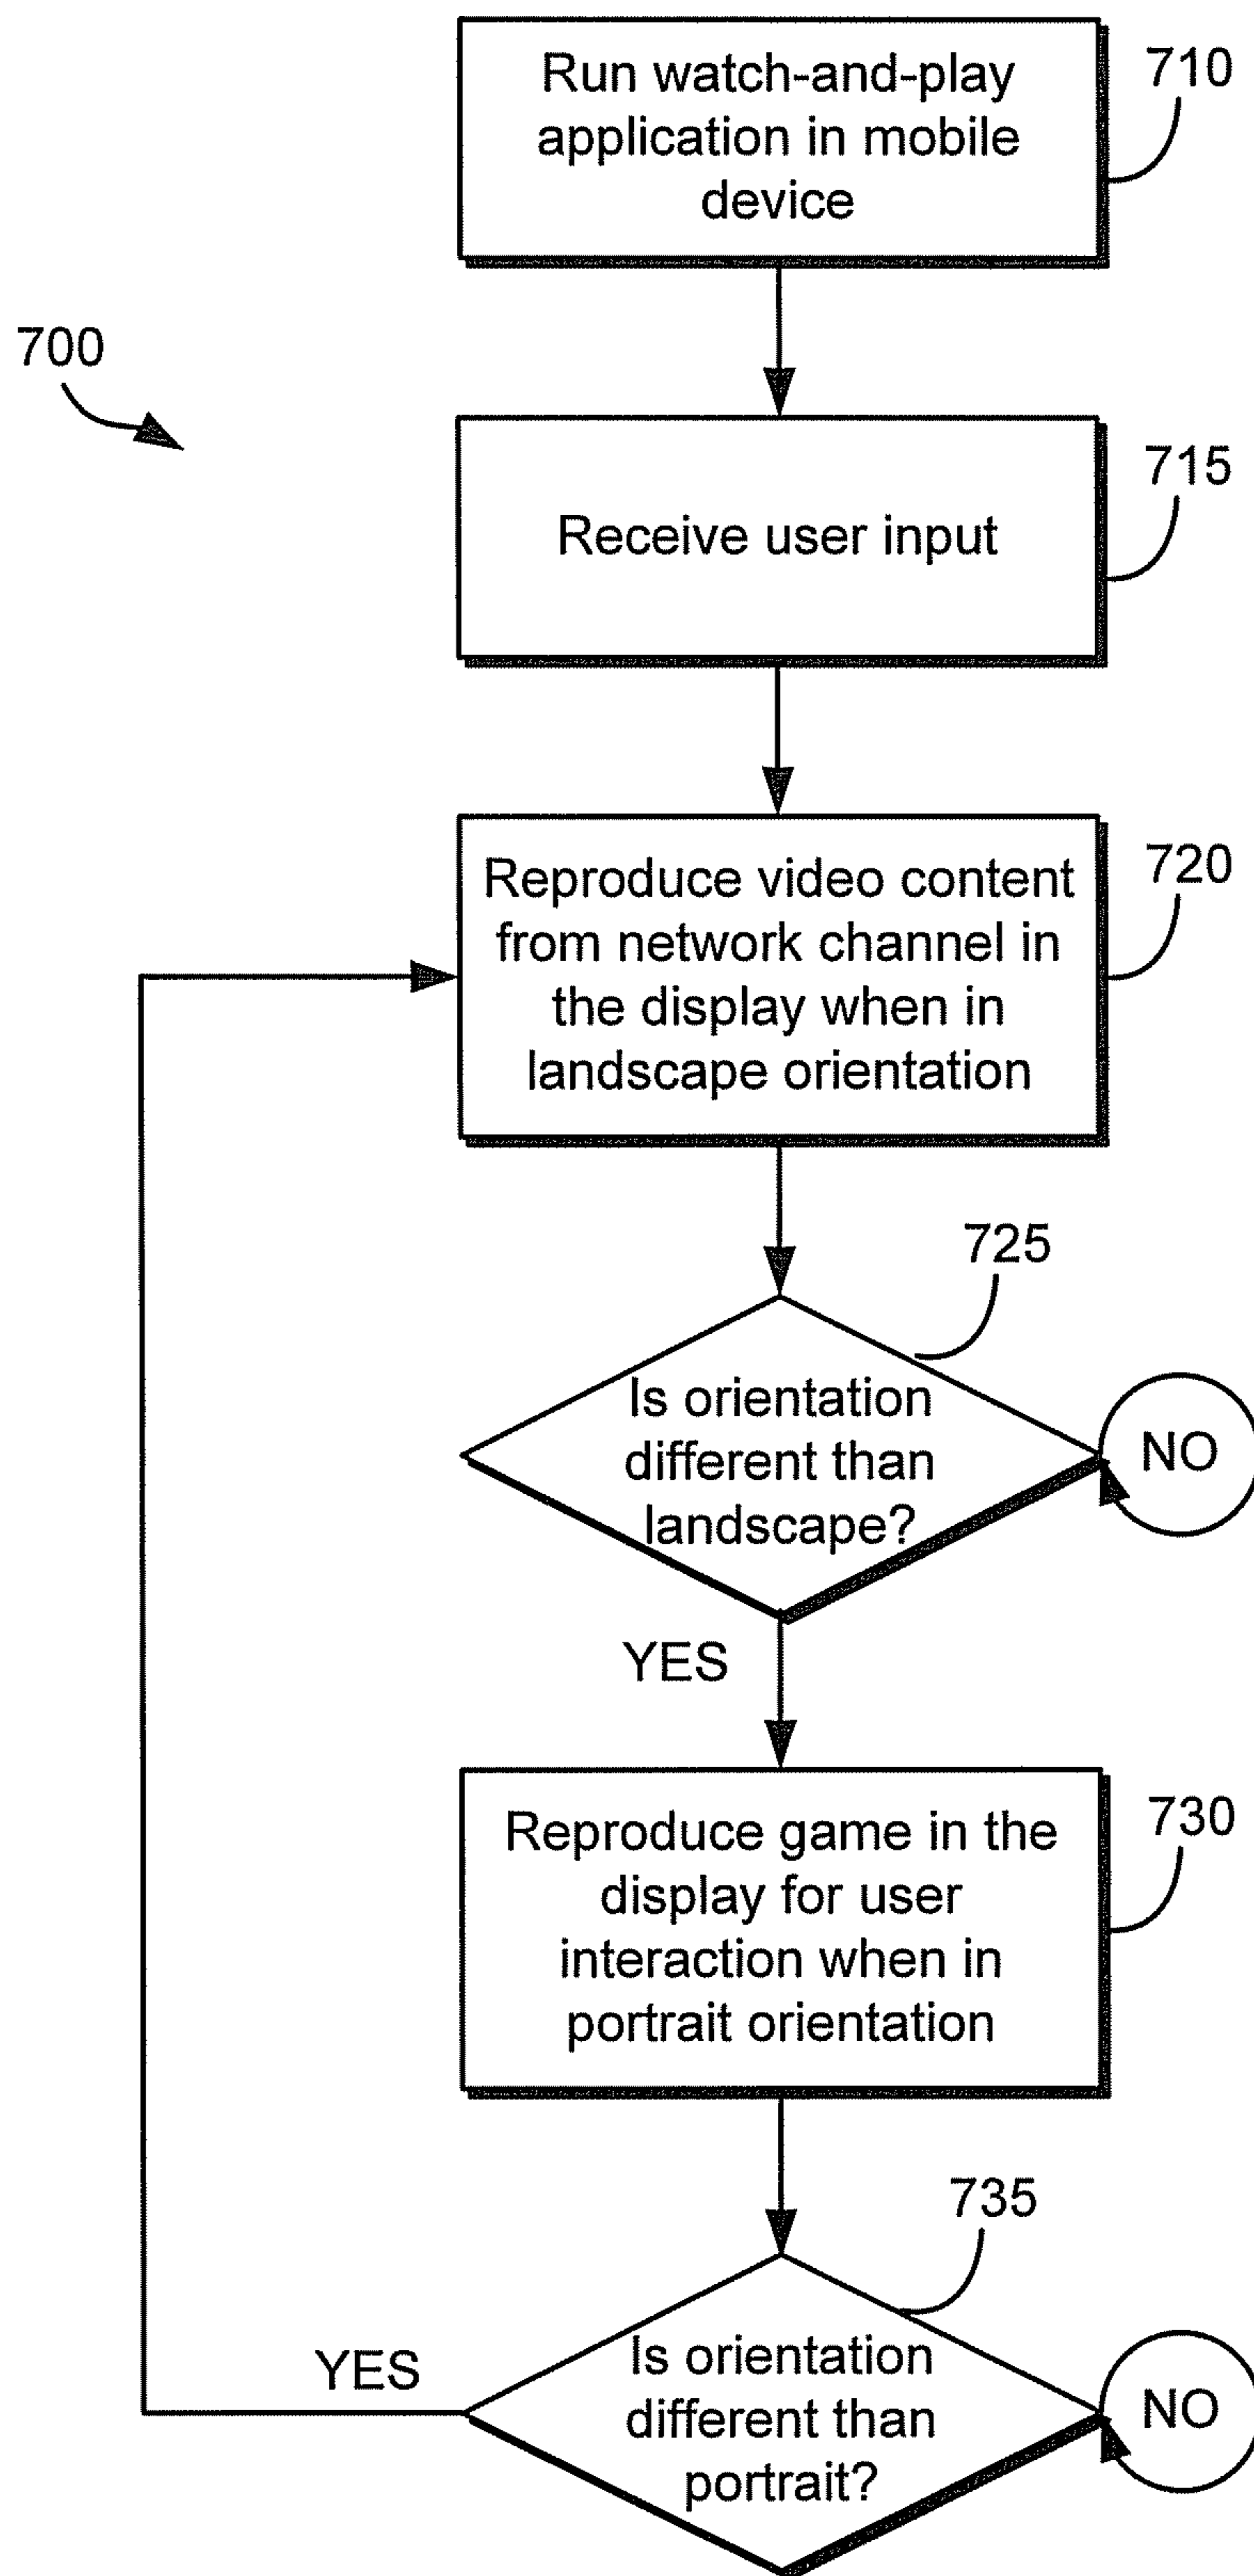 Run watch-and-play
application in mobile
device
710
700
Receive user input
715
Reproduce video content
from network channel in
the display when in
landscape orientation
720
725
Is orientation
different than
landscape?
NO
YES
Reproduce game in the
display for user
interaction when in
portrait orientation
730
735
Is orientation
different than
portrait?
YES
NO